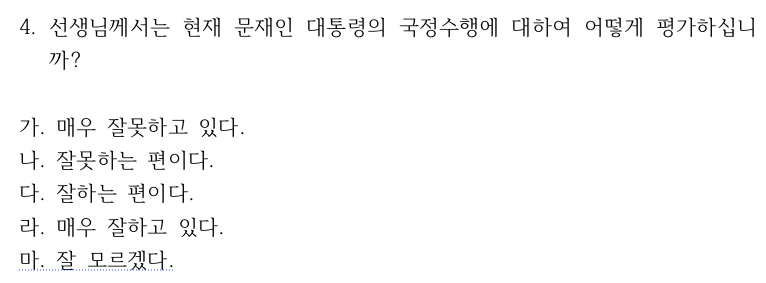 4. 선생님께서는 현재 문재인 대통령의 국정수행에 대하여 어떻게 평가하십니
까?
가. 매우 잘못하고 있다.
나. 잘못하는 편이다.
다. 잘하는 편이다.
라. 매우 잘하고 있다.
마. 잘 모르겠다.